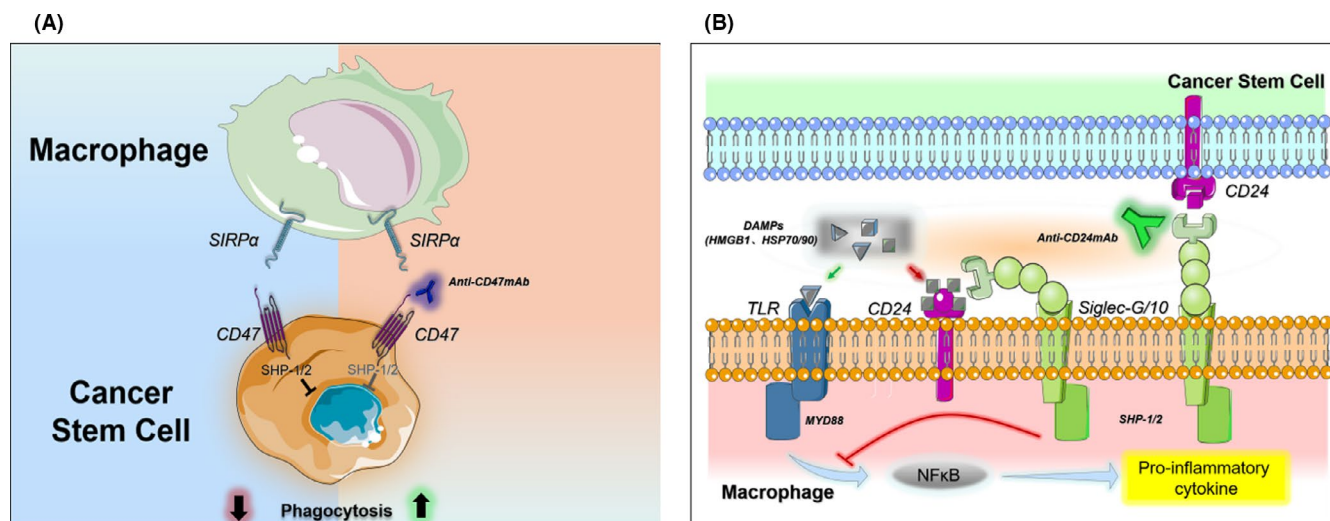 (A)
Macrophage
SIRPα
SIRPα
Anti-CD47mAb
CD47
CD47
SHP-1/2
SHP-1/2
Cancer
Stem Cell
Phagocytosis
(B)
Cancer Stem Cell
CD24
DAMPs
(HMGB1、HSP70/90)
Anti-CD24mAb
TLR
CD24
Siglec-G/10
MYD88
SHP-1/2
Macrophage
NFκB
Pro-inflammatory
cytokine